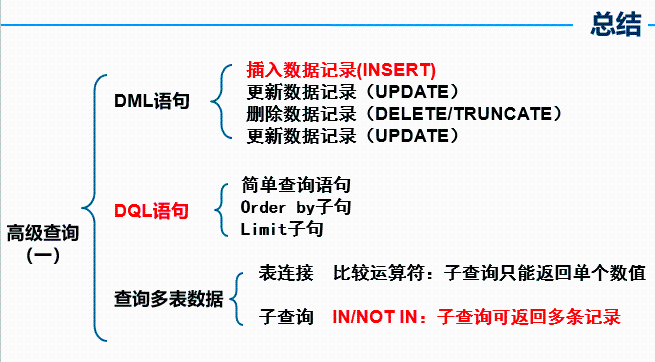 总结
DML语句
插入数据记录(INSERT)
更新数据记录（UPDATE）
删除数据记录（DELETE/TRUNCATE）
更新数据记录（UPDATE）
高级查询
（一）
DQL语句
简单查询语句
Order by子句
Limit子句
查询多表数据
表连接 比较运算符：子查询只能返回单个数值
子查询 IN/NOT IN：子查询可返回多条记录